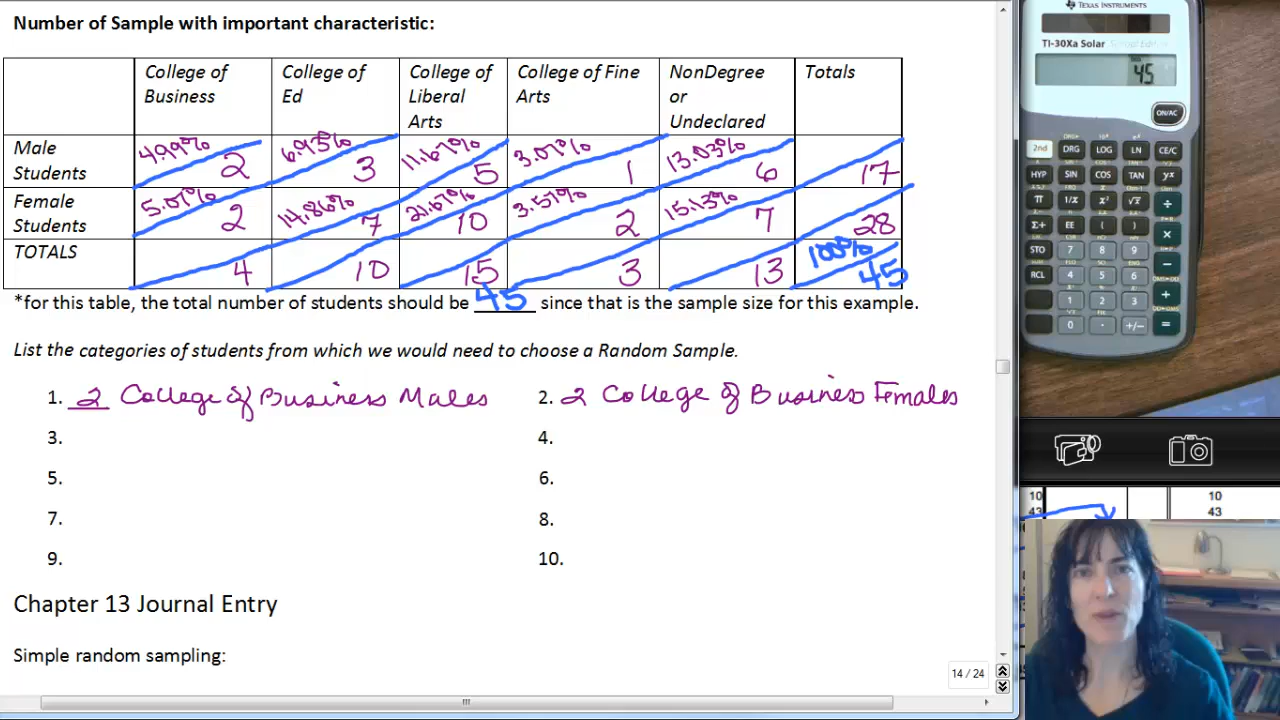 Number of Sample with important characteristic:
College of Business College of Ed College of Liberal Arts College of Fine Arts NonDegree or Undeclared Totals
Male Students 4.99% 2 6.93% 3 11.67% 5 3.07% 1 13.03% 6 17
Female Students 5.07% 2 14.86% 7 21.67% 10 3.57% 2 15.13% 7 28
TOTALS 4 10 15 3 13 100% 45
*for this table, the total number of students should be 45 since that is the sample size for this example.
List the categories of students from which we would need to choose a Random Sample.
1. 2 College of Business Males 2. 2 College of Business Females
3. 4.
5. 6.
7. 8.
9. 10.
Chapter 13 Journal Entry
Simple random sampling:
14 / 24
TEXAS INSTRUMENTS
TI-30Xa Solar
45
ON/AC
2nd DRG LOG LN CE/C
HYP SIN COS TAN yx
π 1/x x² √x ÷
Σ+ EE ( ) ×
STO 7 8 9 −
RCL 4 5 6 +
1 2 3
0 · +/− =
10 10
43 43